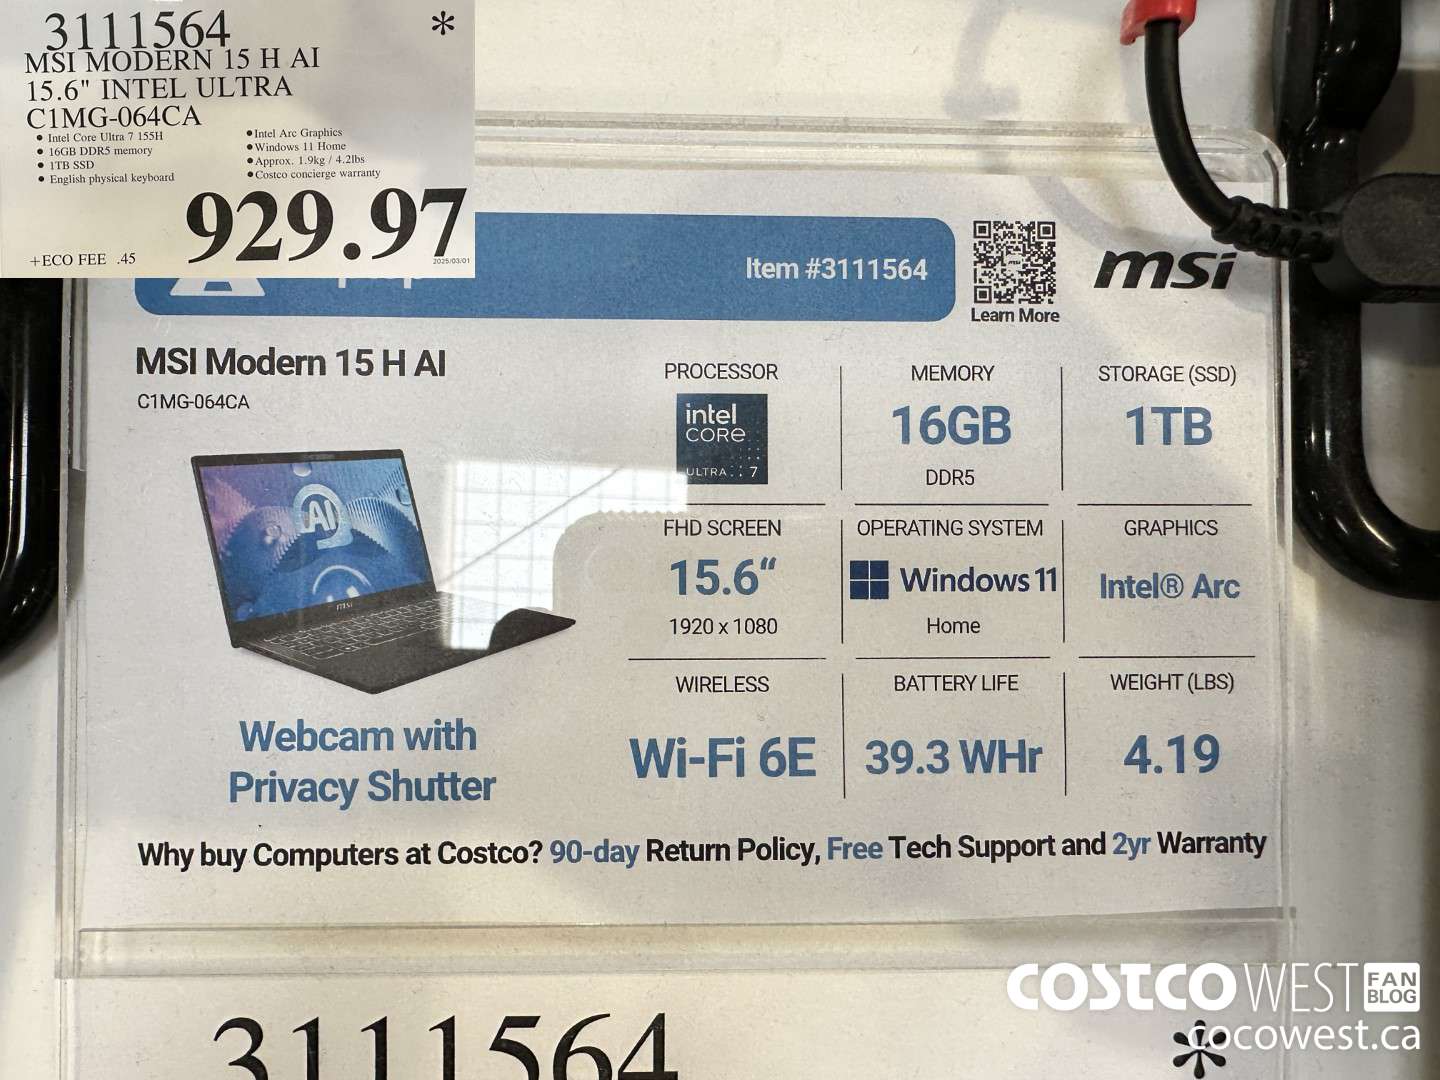 3111564 *
MSI MODERN 15 H AI
15.6" INTEL ULTRA
C1MG-064CA
• Intel Core Ultra 7 155H
• 16GB DDR5 memory
• 1TB SSD
• English physical keyboard
• Intel Arc Graphics
• Windows 11 Home
• Approx. 1.9kg / 4.2lbs
• Costco concierge warranty
929.97
+ECO FEE .45
2025/03/01
Item #3111564
Learn More
msi
MSI Modern 15 H AI
C1MG-064CA
AI
msi
Webcam with
Privacy Shutter
PROCESSOR
intel
CORE
ULTRA 7
MEMORY
16GB
DDR5
STORAGE (SSD)
1TB
FHD SCREEN
15.6“
1920 x 1080
OPERATING SYSTEM
Windows 11
Home
GRAPHICS
Intel® Arc
WIRELESS
Wi-Fi 6E
BATTERY LIFE
39.3 WHr
WEIGHT (LBS)
4.19
Why buy Computers at Costco? 90-day Return Policy, Free Tech Support and 2yr Warranty
3111564 *
COSTCO WEST FAN BLOG
cocowest.ca